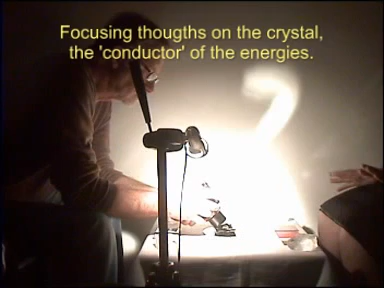 Focusing thougths on the crystal,
the 'conductor' of the energies.